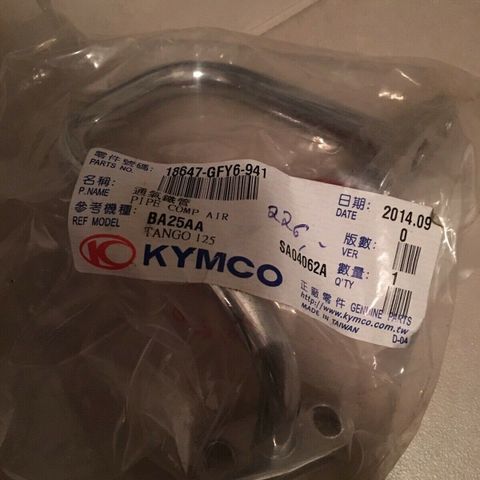 零件號碼: 18647-GFY6-941
PARTS NO.
名稱: 通氣鐵管
P.NAME PIPE COMP AIR
參考機種: BA25AA
REF MODEL TANGO 125
KYMCO
226,-
SA04062A
日期: 2014.09
DATE
版數: 0
VER
數量: 1
Q'TY
正廠零件 GENUINE PARTS
http://www.kymco.com.tw
MADE IN TAIWAN D-04